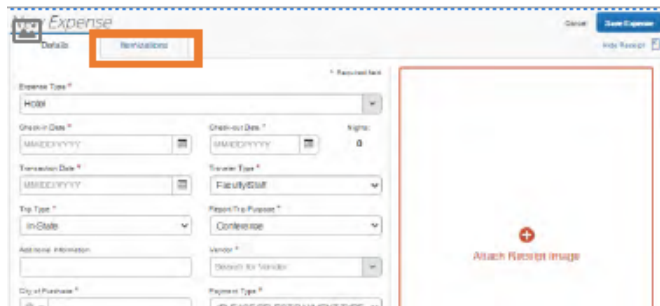 New Expense
Cancel
Save Expense
Details
Itemizations
Hide Receipt
* Required field
Expense Type *
Hotel
Check-in Date *
Check-out Date *
Nights:
MM/DD/YYYY
MM/DD/YYYY
0
Transaction Date *
Traveler Type *
MM/DD/YYYY
Faculty/Staff
Trip Type *
Report/Trip Purpose *
In-State
Conference
Additional Information
Vendor *
Search for Vendor
Attach Receipt Image
City of Purchase *
Payment Type *